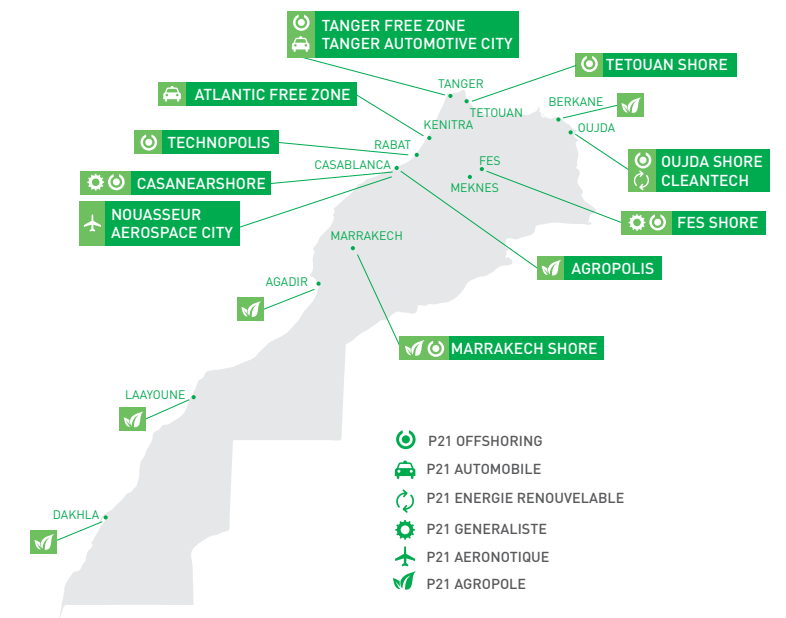 TANGER FREE ZONE
TANGER AUTOMOTIVE CITY
TETOUAN SHORE
ATLANTIC FREE ZONE
TANGER
TETOUAN
BERKANE
KENITRA
OUJDA
TECHNOPOLIS
RABAT
CASABLANCA
FES
MEKNES
OUJDA SHORE
CLEANTECH
CASANEARSHORE
NOUASSEUR
AEROSPACE CITY
FES SHORE
MARRAKECH
AGROPOLIS
AGADIR
MARRAKECH SHORE
LAAYOUNE
DAKHLA
P21 OFFSHORING
P21 AUTOMOBILE
P21 ENERGIE RENOUVELABLE
P21 GENERALISTE
P21 AERONOTIQUE
P21 AGROPOLE